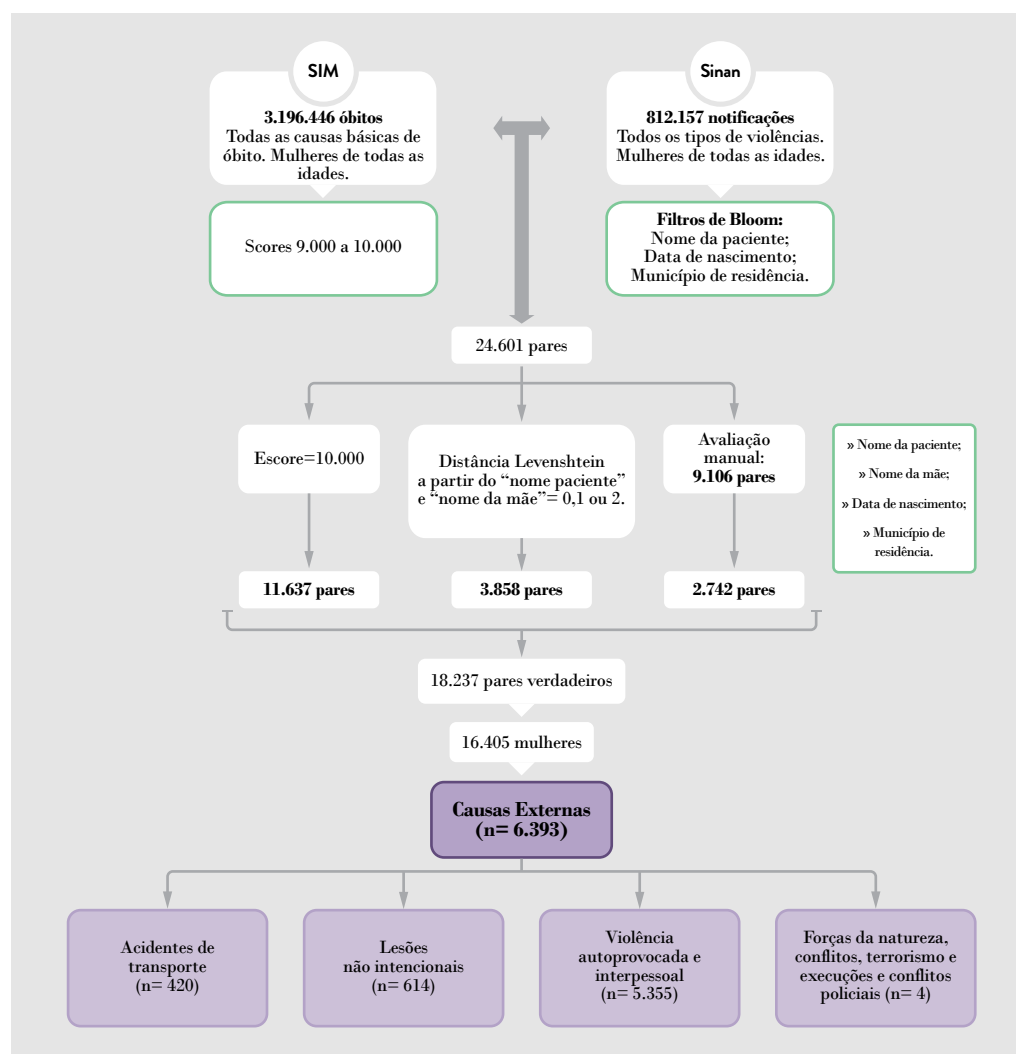 SIM
3.196.446 óbitos
Todas as causas básicas de
óbito. Mulheres de todas as
idades.
Scores 9.000 a 10.000
Sinan
812.157 notificações
Todos os tipos de violências.
Mulheres de todas as idades.
Filtros de Bloom:
Nome da paciente;
Data de nascimento;
Município de residência.
24.601 pares
Escore=10.000
Distância Levenshtein
a partir do “nome paciente”
e “nome da mãe”= 0,1 ou 2.
Avaliação
manual:
9.106 pares
» Nome da paciente;
» Nome da mãe;
» Data de nascimento;
» Município de
residência.
11.637 pares
3.858 pares
2.742 pares
18.237 pares verdadeiros
16.405 mulheres
Causas Externas
(n= 6.393)
Acidentes de
transporte
(n= 420)
Lesões
não intencionais
(n= 614)
Violência
autoprovocada e
interpessoal
(n= 5.355)
Forças da natureza,
conflitos, terrorismo e
execuções e conflitos
policiais (n= 4)